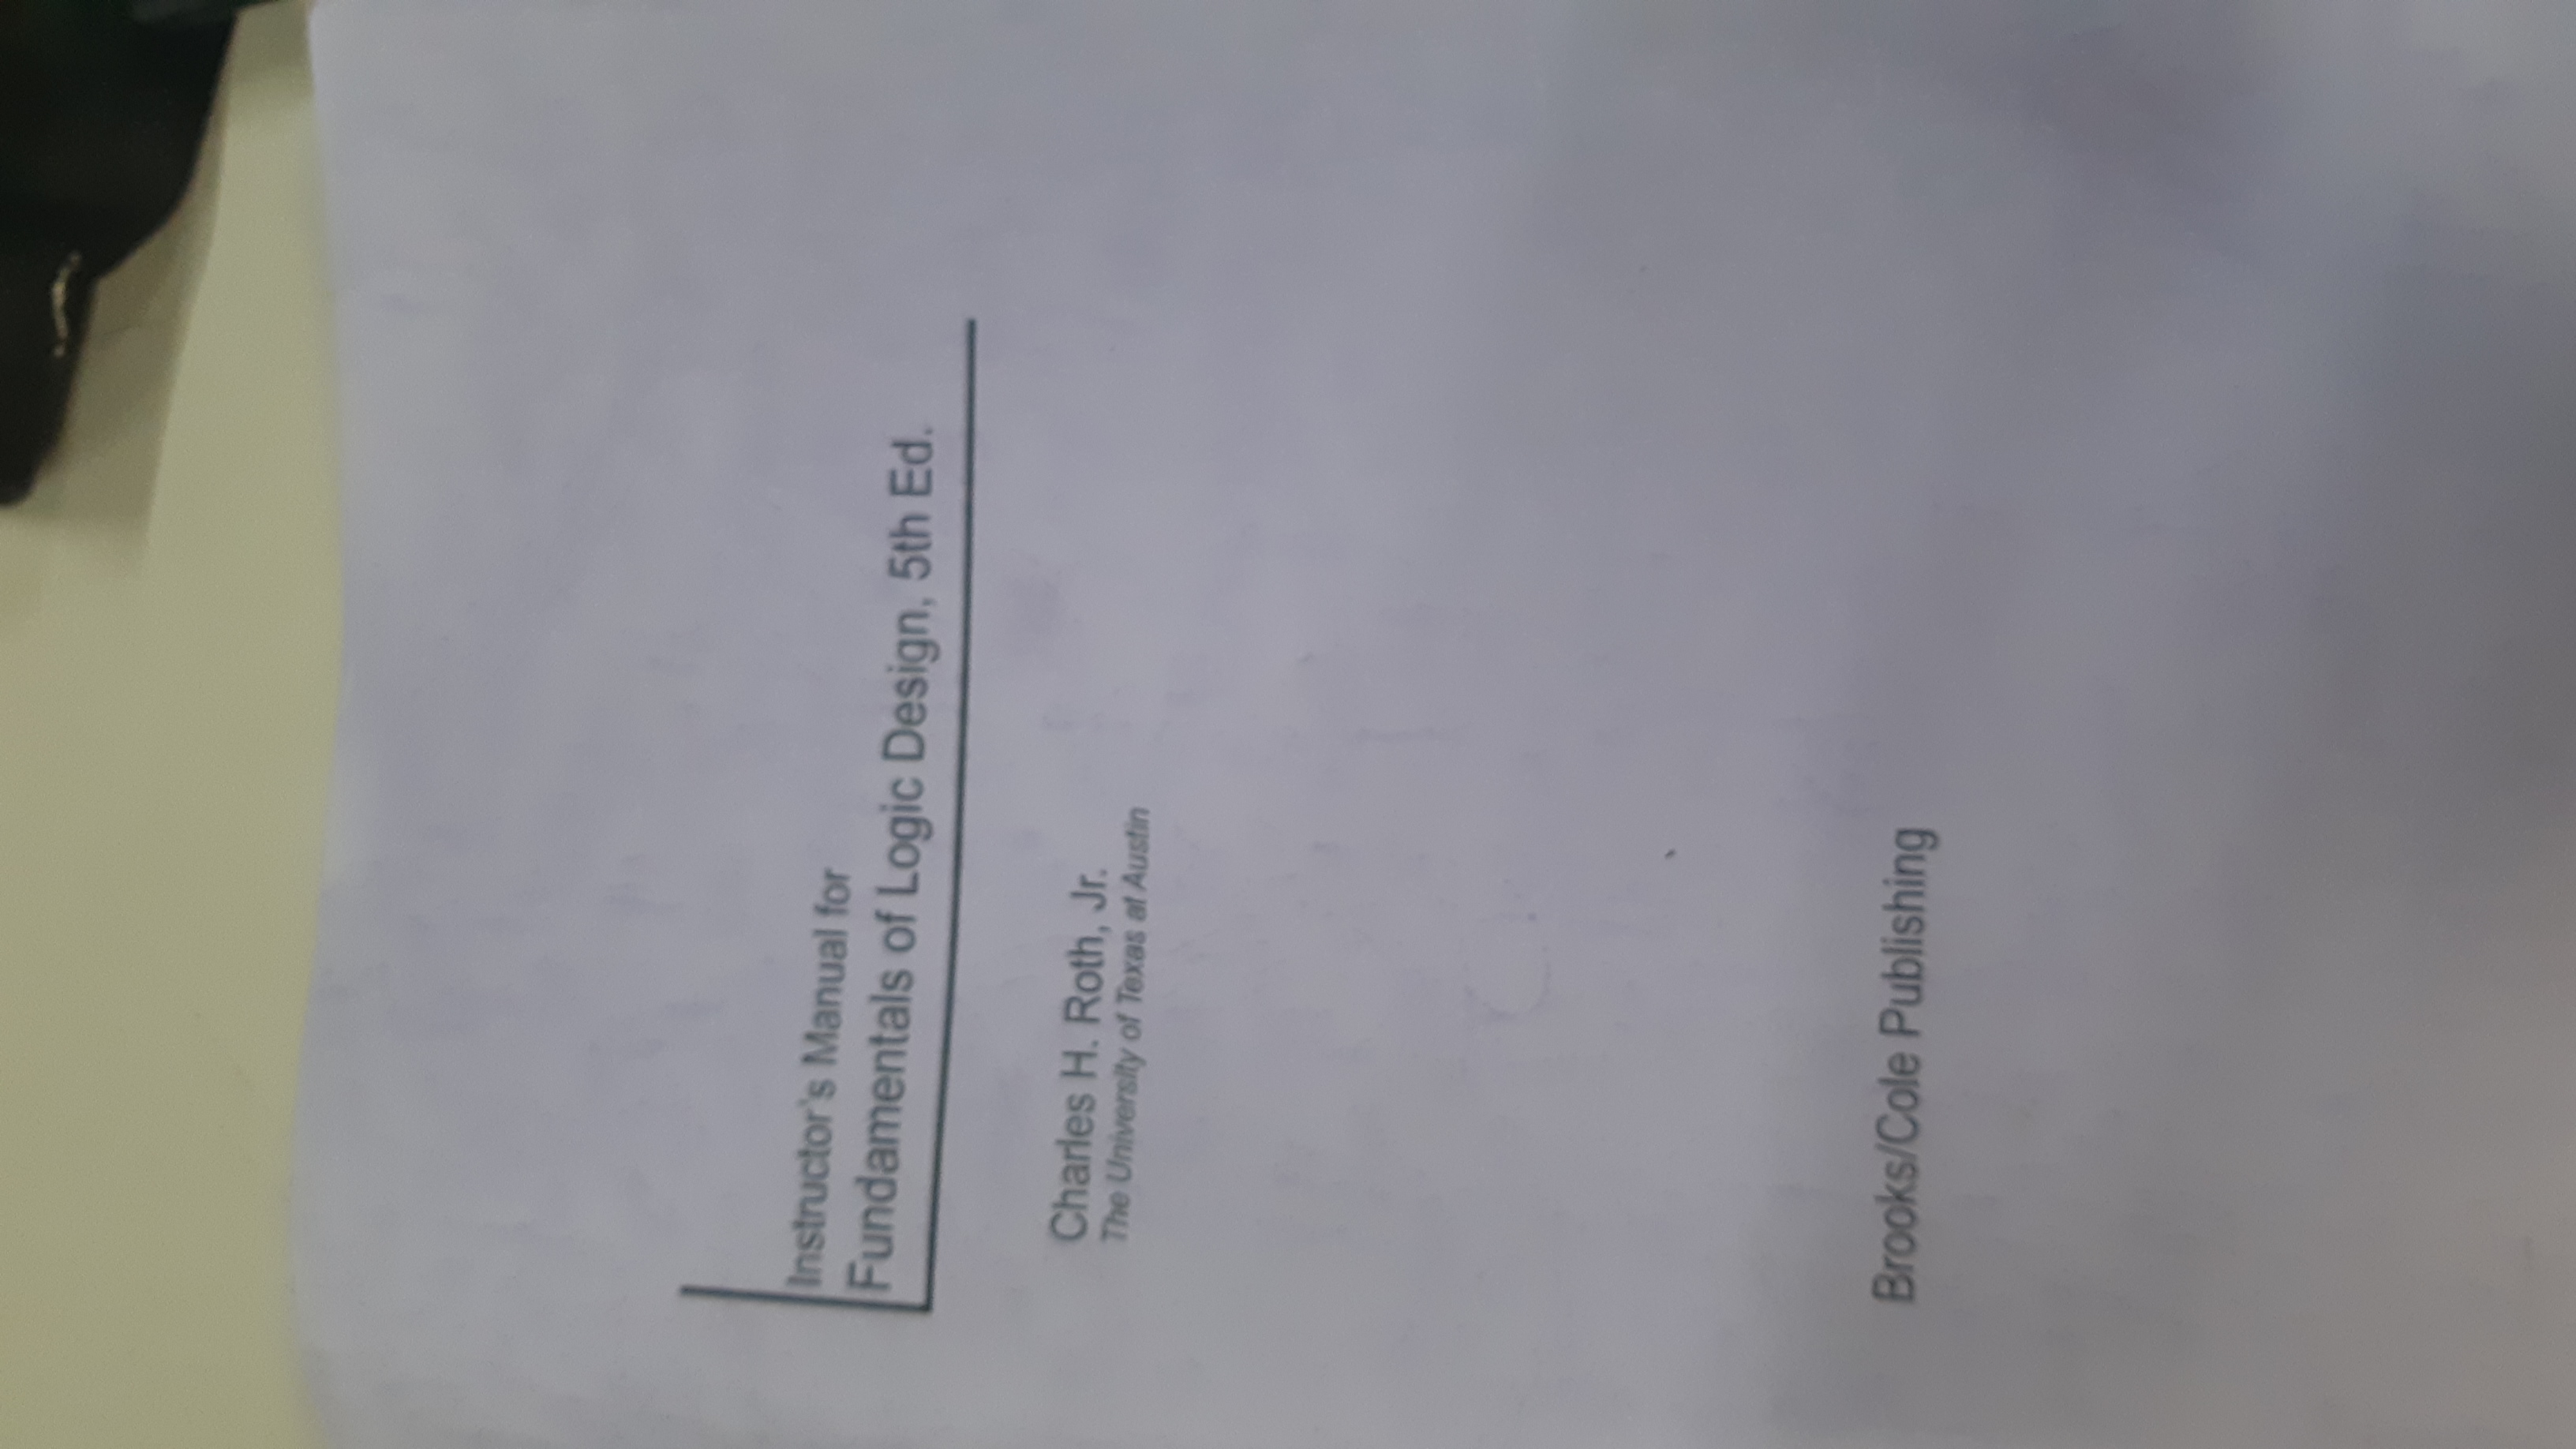 Instructor's Manual for
Fundamentals of Logic Design, 5th Ed.
Charles H. Roth, Jr.
The University of Texas at Austin
Brooks/Cole Publishing